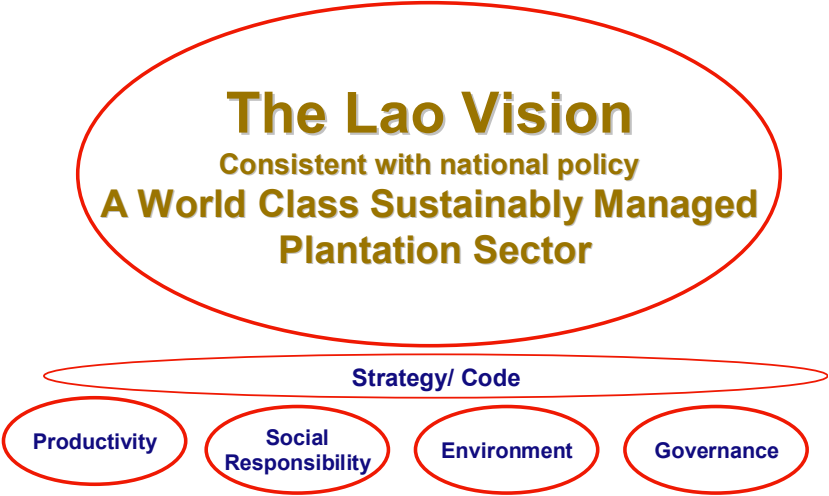 The Lao Vision
Consistent with national policy
A World Class Sustainably Managed
Plantation Sector
Strategy/ Code
Productivity
Social
Responsibility
Environment
Governance